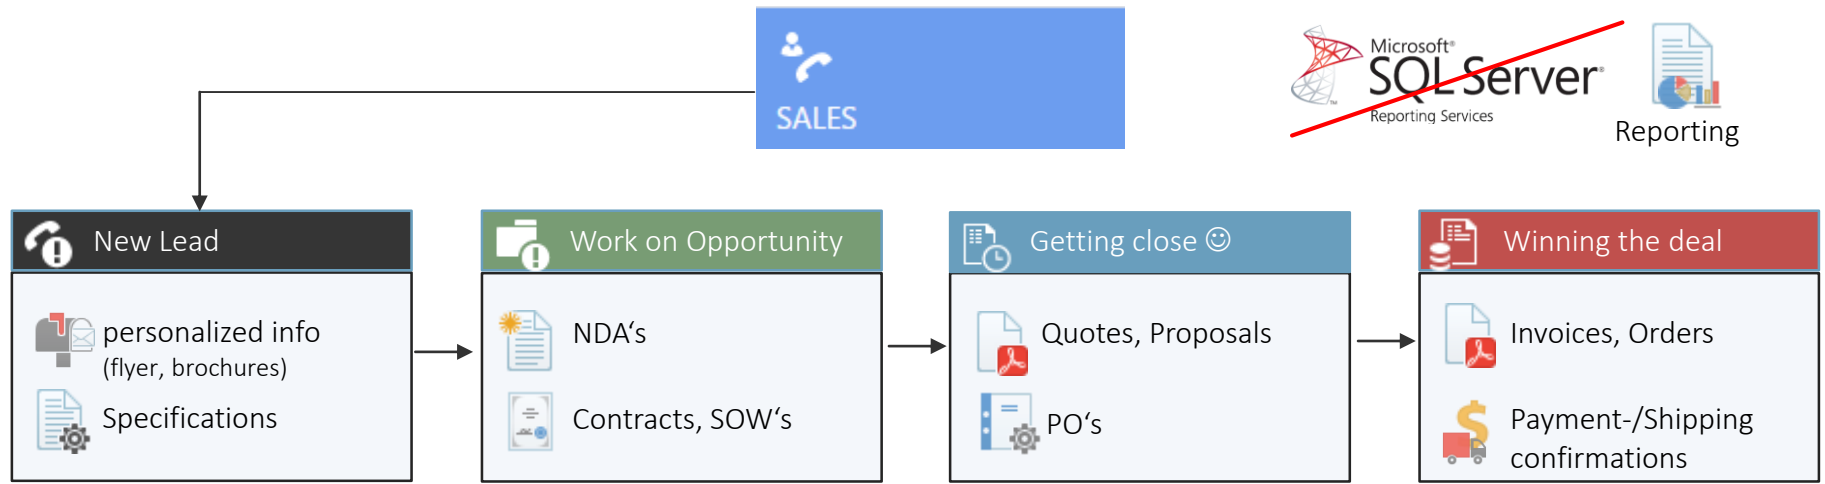 SALES
Microsoft®
SQL Server®
Reporting Services
Reporting
New Lead
personalized info
(flyer, brochures)
Specifications
Work on Opportunity
NDA‘s
Contracts, SOW‘s
Getting close ☺
Quotes, Proposals
PO‘s
Winning the deal
Invoices, Orders
Payment-/Shipping
confirmations